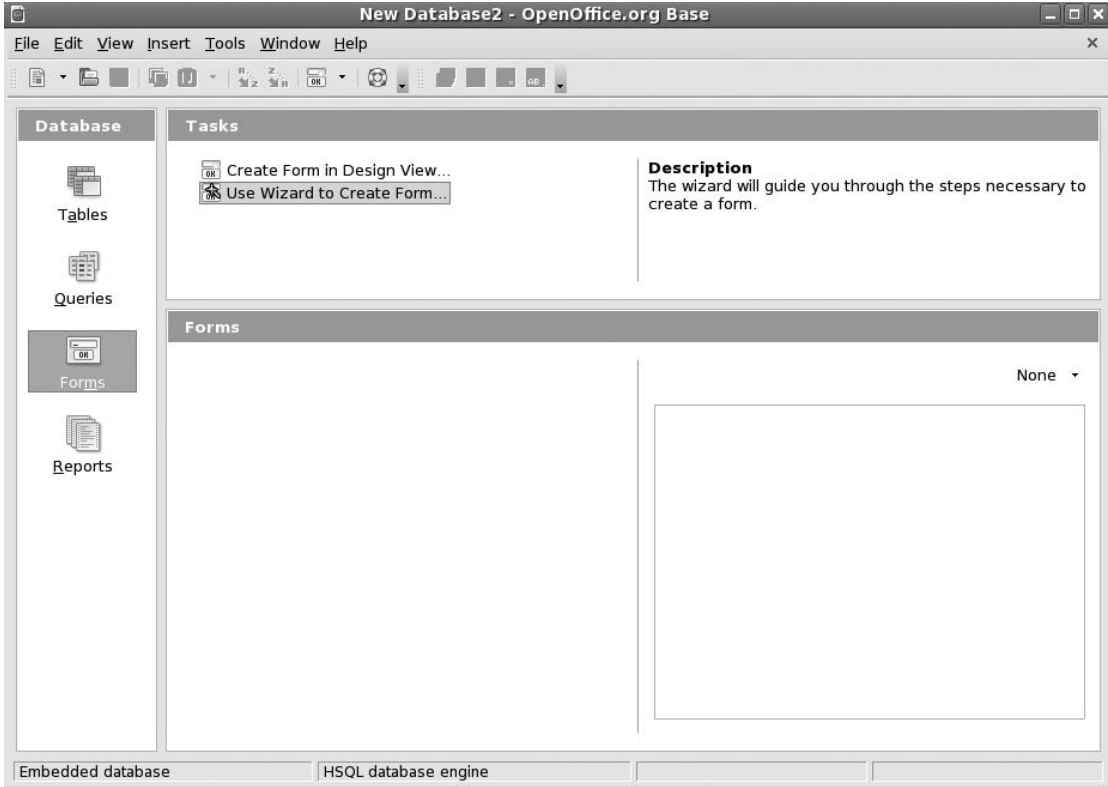 New Database2 - OpenOffice.org Base
File Edit View Insert Tools Window Help
Database
Tables
Queries
Forms
Reports
Tasks
Create Form in Design View...
Use Wizard to Create Form...
Description
The wizard will guide you through the steps necessary to
create a form.
Forms
None
Embedded database
HSQL database engine